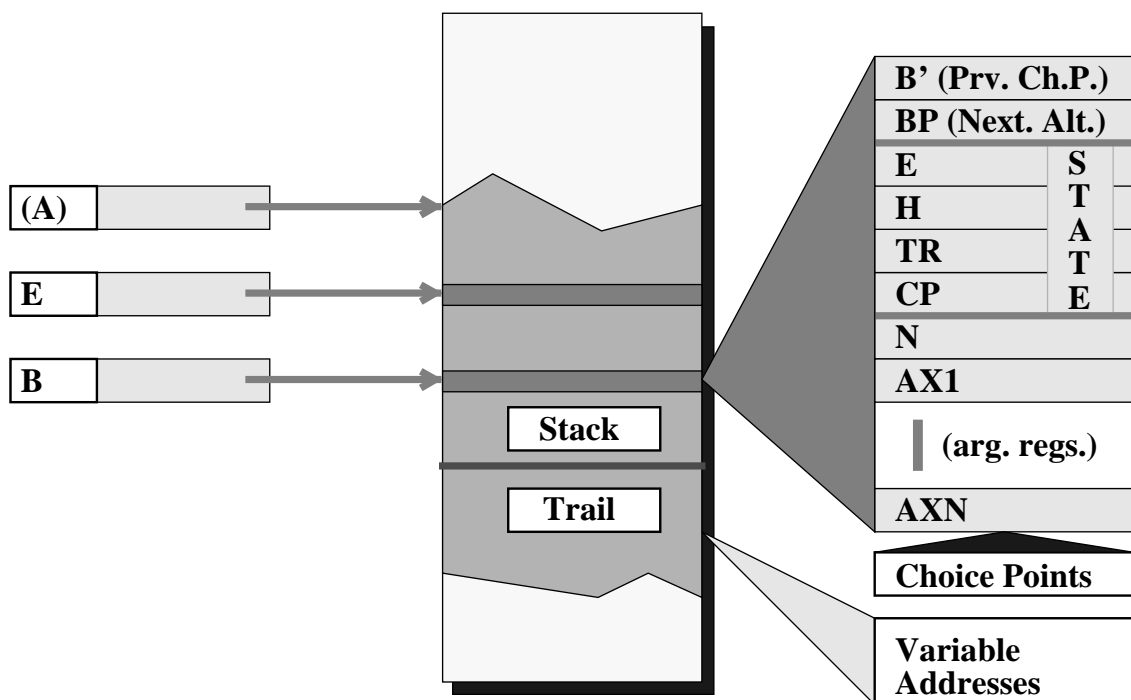 (A)
E
B
Stack
Trail
B’ (Prv. Ch.P.)
BP (Next. Alt.)
E
H
TR
CP
STATE
N
AX1
(arg. regs.)
AXN
Choice Points
Variable
Addresses